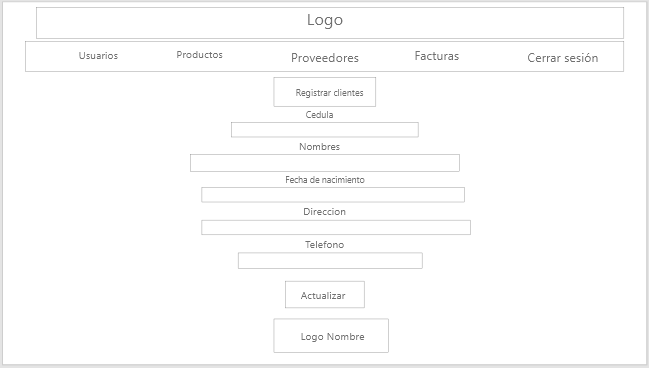 Logo
Usuarios Productos Proveedores Facturas Cerrar sesión
Registrar clientes
Cedula
Nombres
Fecha de nacimiento
Direccion
Telefono
Actualizar
Logo Nombre